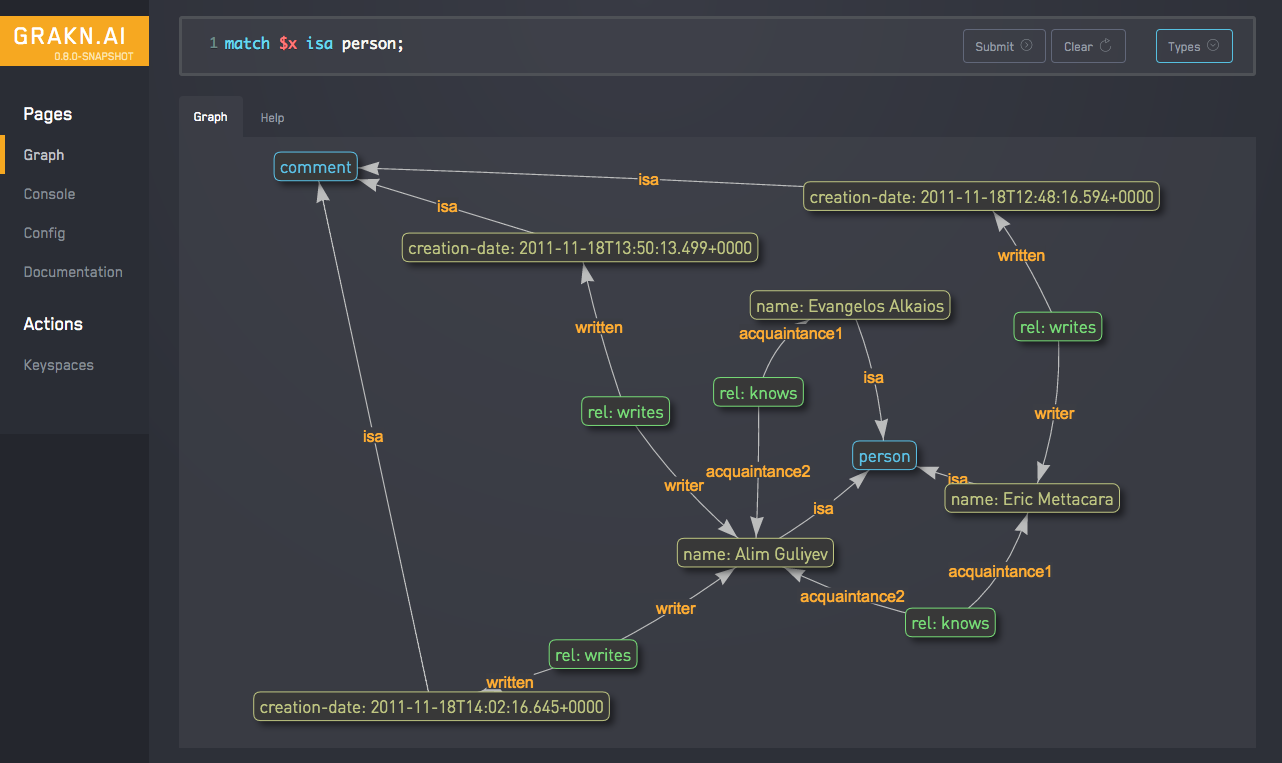 GRAKN.AI
0.8.0-SNAPSHOT
1 match $x isa person;
Submit
Clear
Types
Pages
Graph
Console
Config
Documentation
Actions
Keyspaces
Graph
Help
comment
isa
creation-date: 2011-11-18T12:48:16.594+0000
isa
creation-date: 2011-11-18T13:50:13.499+0000
written
name: Evangelos Alkaios
written
acquaintance1
rel: writes
isa
rel: knows
rel: writes
writer
isa
person
acquaintance2
isa
writer
name: Eric Mettacara
isa
name: Alim Guliyev
acquaintance1
acquaintance2
writer
rel: knows
rel: writes
written
creation-date: 2011-11-18T14:02:16.645+0000